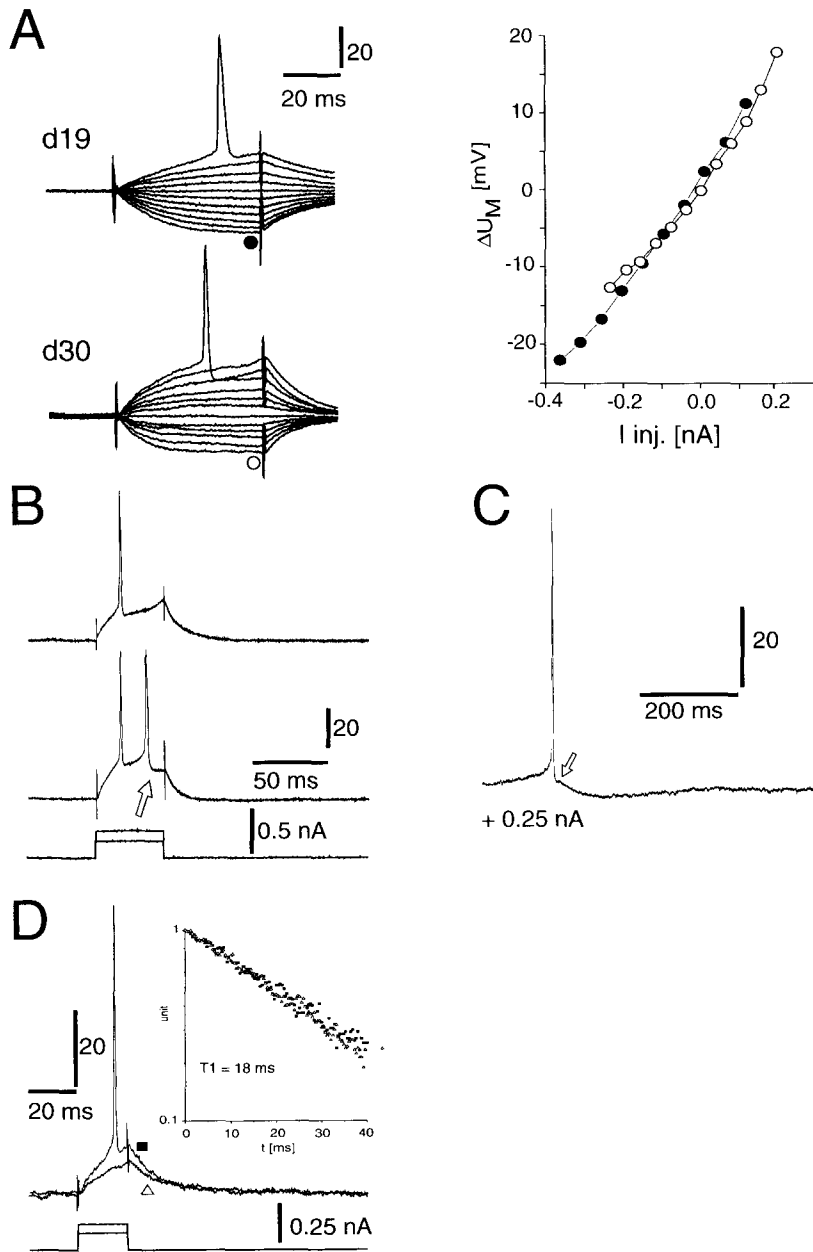 A
20
20 ms
d19
d30
20
10
0
-10
-20
ΔUM [mV]
-0.4
-0.2
0.0
0.2
I inj. [nA]
B
20
50 ms
0.5 nA
C
20
200 ms
+ 0.25 nA
D
20
20 ms
1
unit
T1 = 18 ms
0.1
0
10
20
30
40
t [ms]
0.25 nA